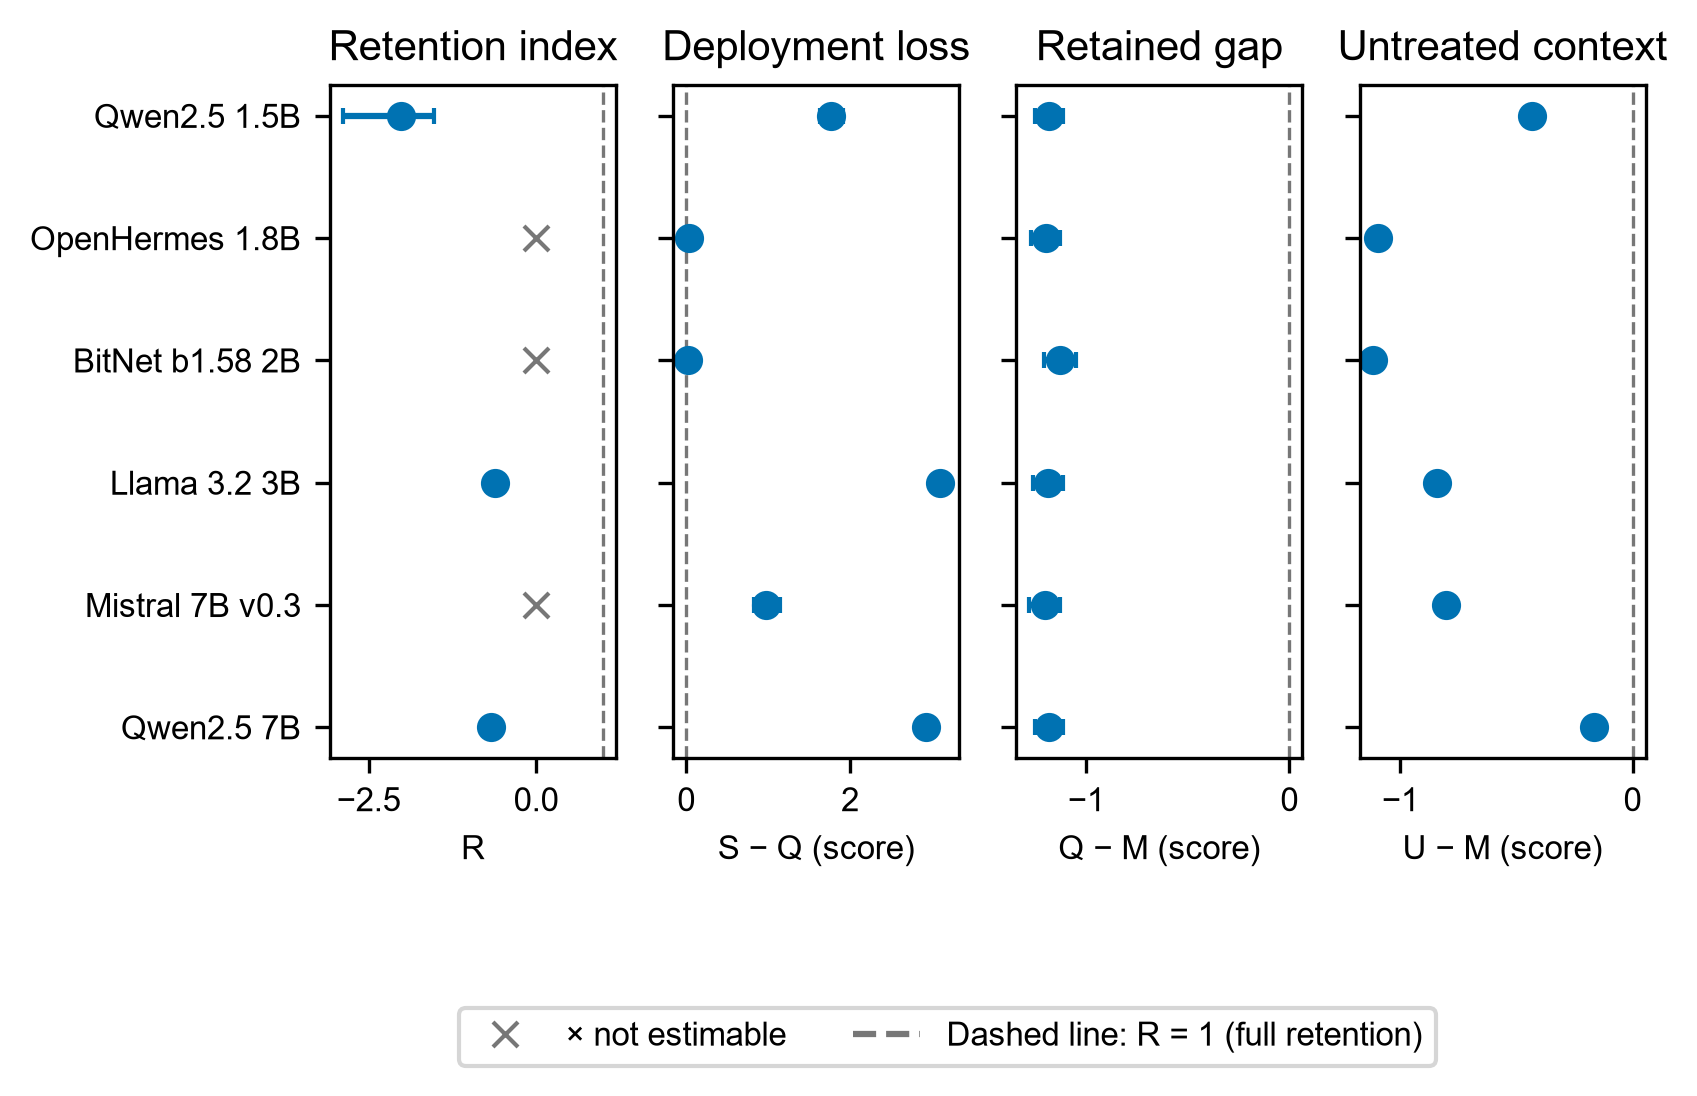 Retention index
Deployment loss
Retained gap
Untreated context
Qwen2.5 1.5B
OpenHermes 1.8B
BitNet b1.58 2B
Llama 3.2 3B
Mistral 7B v0.3
Qwen2.5 7B
−2.5 0.0
0 2
−1 0
−1 0
R
S − Q (score)
Q − M (score)
U − M (score)
× not estimable
Dashed line: R = 1 (full retention)